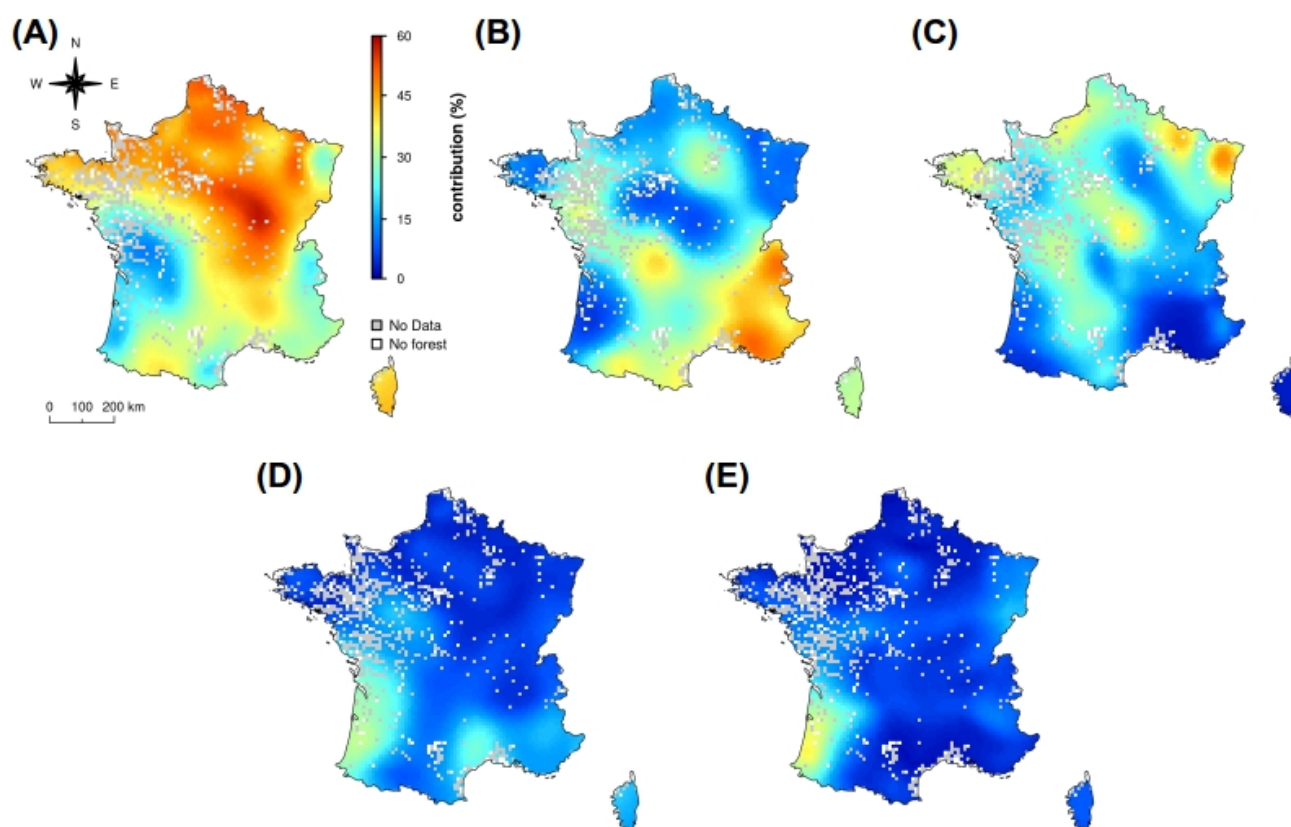 (A)
N
W E
S
60
45
30
15
0
contribution (%)
No Data
No forest
0 100 200 km
(B)
(C)
(D)
(E)